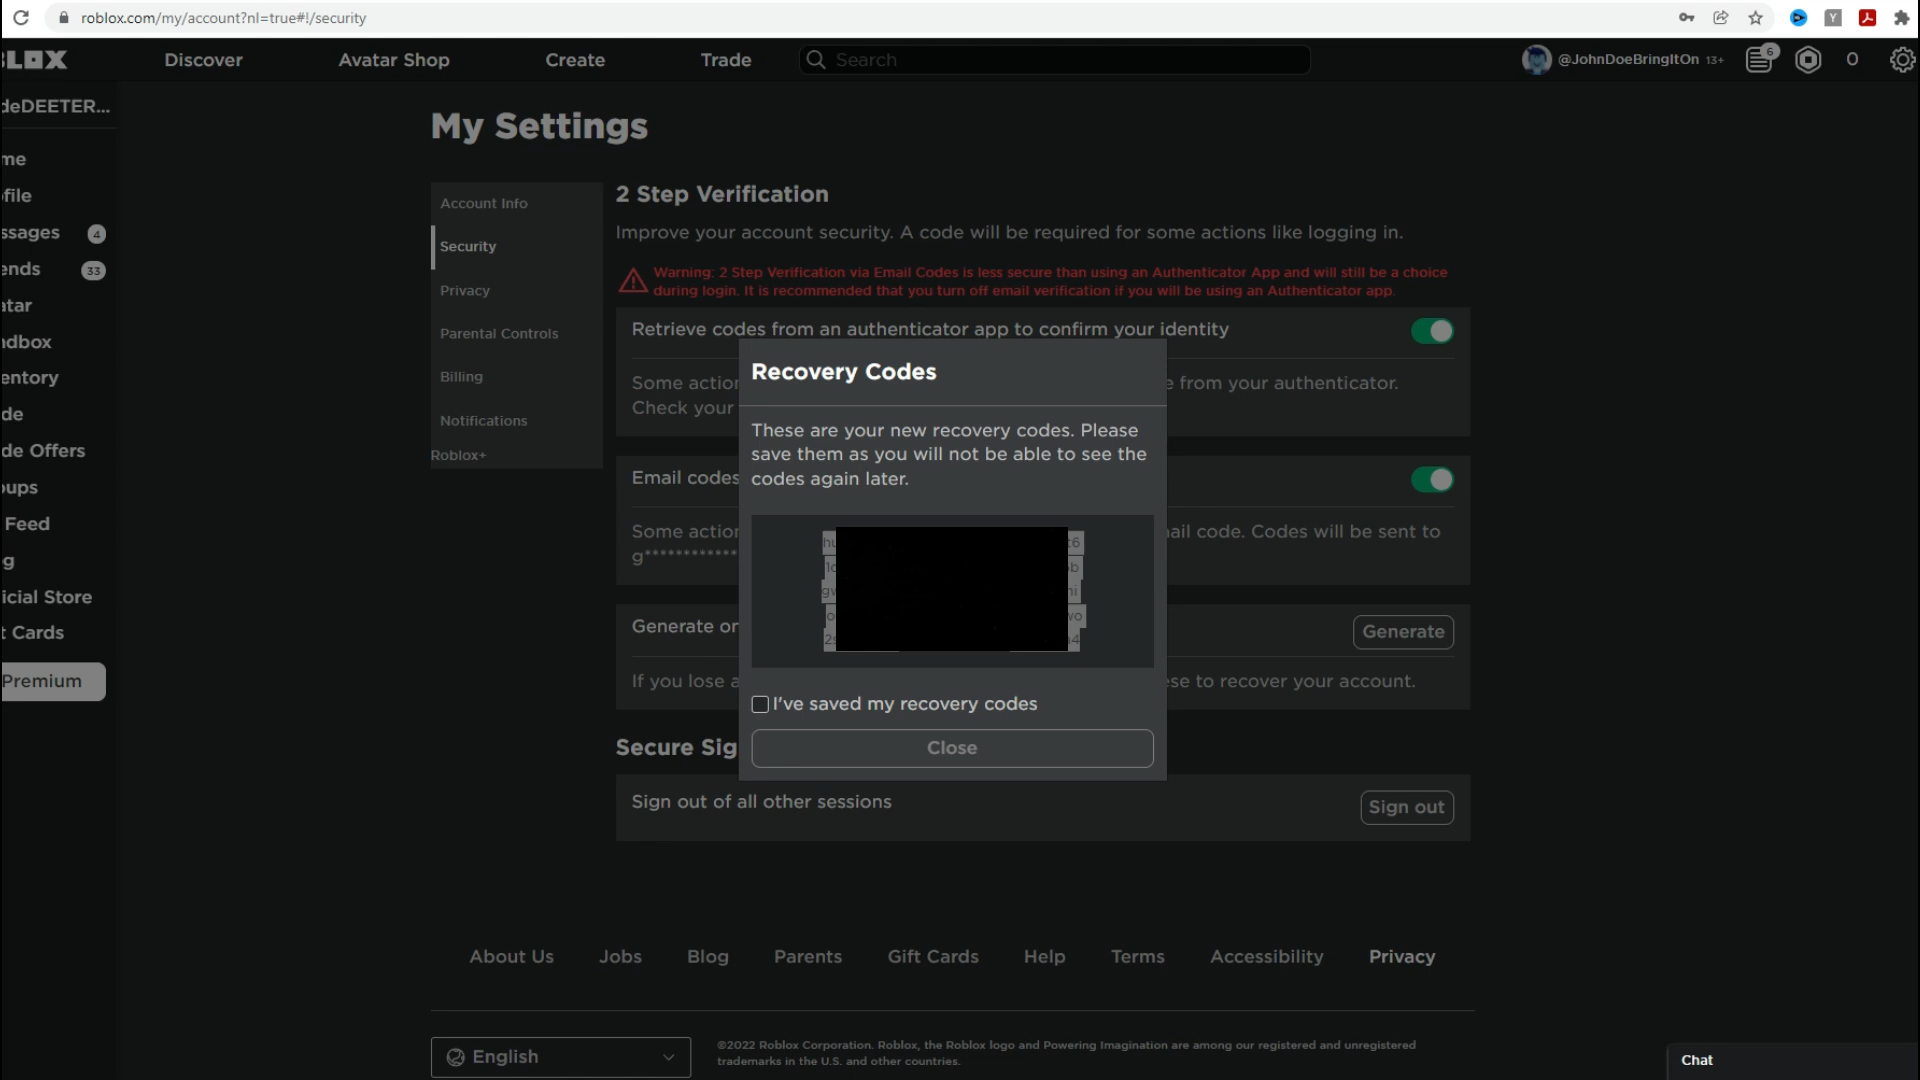 roblox.com/my/account?nl=true#!/security
Discover
Avatar Shop
Create
Trade
Search
@JohnDoeBringItOn 13+
6
0
deDEETER...
My Settings
me
file
ssages 4
ends 33
tar
ndbox
entory
de
de Offers
oups
Feed
g
icial Store
t Cards
Premium
Account Info
Security
Privacy
Parental Controls
Billing
Notifications
Roblox+
2 Step Verification
Improve your account security. A code will be required for some actions like logging in.
Warning: 2 Step Verification via Email Codes is less secure than using an Authenticator App and will still be a choice
during login. It is recommended that you turn off email verification if you will be using an Authenticator app.
Retrieve codes from an authenticator app to confirm your identity
Some action
e from your authenticator.
Check your
Email codes
Some action
ail code. Codes will be sent to
g************
Generate or
Generate
If you lose a
se to recover your account.
Secure Sig
Sign out of all other sessions
Sign out
Recovery Codes
These are your new recovery codes. Please
save them as you will not be able to see the
codes again later.
I've saved my recovery codes
Close
About Us
Jobs
Blog
Parents
Gift Cards
Help
Terms
Accessibility
Privacy
English
©2022 Roblox Corporation. Roblox, the Roblox logo and Powering Imagination are among our registered and unregistered
trademarks in the U.S. and other countries.
Chat